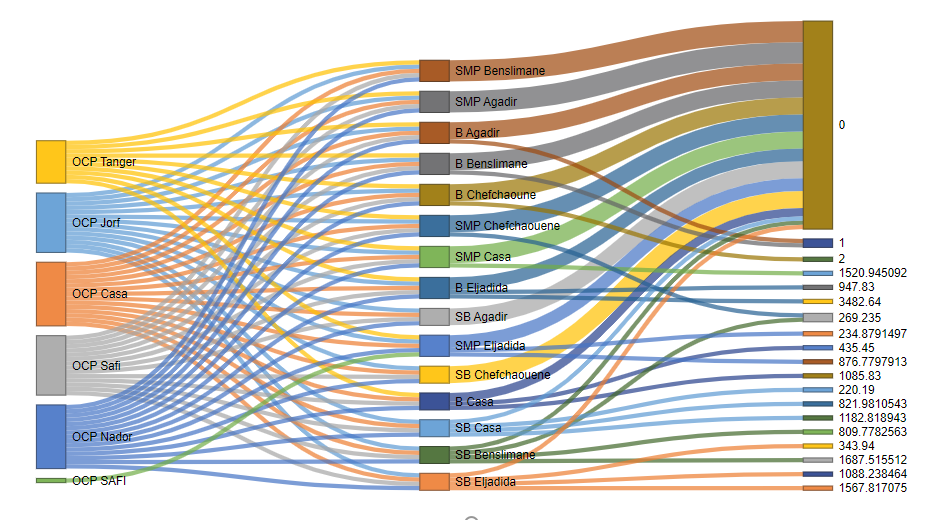 OCP Tanger
OCP Jorf
OCP Casa
OCP Safi
OCP Nador
OCP SAFI
SMP Benslimane
SMP Agadir
B Agadir
B Benslimane
B Chefchaoune
SMP Chefchaouene
SMP Casa
B Eljadida
SB Agadir
SMP Eljadida
SB Chefchaouene
B Casa
SB Casa
SB Benslimane
SB Eljadida
0
1
2
1520.945092
947.83
3482.64
269.235
234.8791497
435.45
876.7797913
1085.83
220.19
821.9810543
1182.818943
809.7782563
343.94
1687.515512
1088.238464
1567.817075